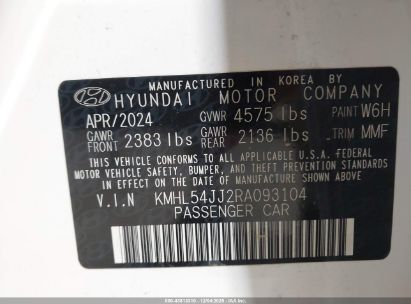 MANUFACTURED IN KOREA BY
HYUNDAI MOTOR COMPANY
APR/2024 GVWR 4575 lbs PAINT W6H
GAWR FRONT 2383 lbs GAWR REAR 2136 lbs TRIM MMF
THIS VEHICLE CONFORMS TO ALL APPLICABLE U.S.A FEDERAL
MOTOR VEHICLE SAFETY, BUMPER, AND THEFT PREVENTION
STANDARDS IN EFFECT ON THE DATE OF MANUFACTURE
SHOWN ABOVE.
V.I.N KMHL54JJ2RA093104
PASSENGER CAR